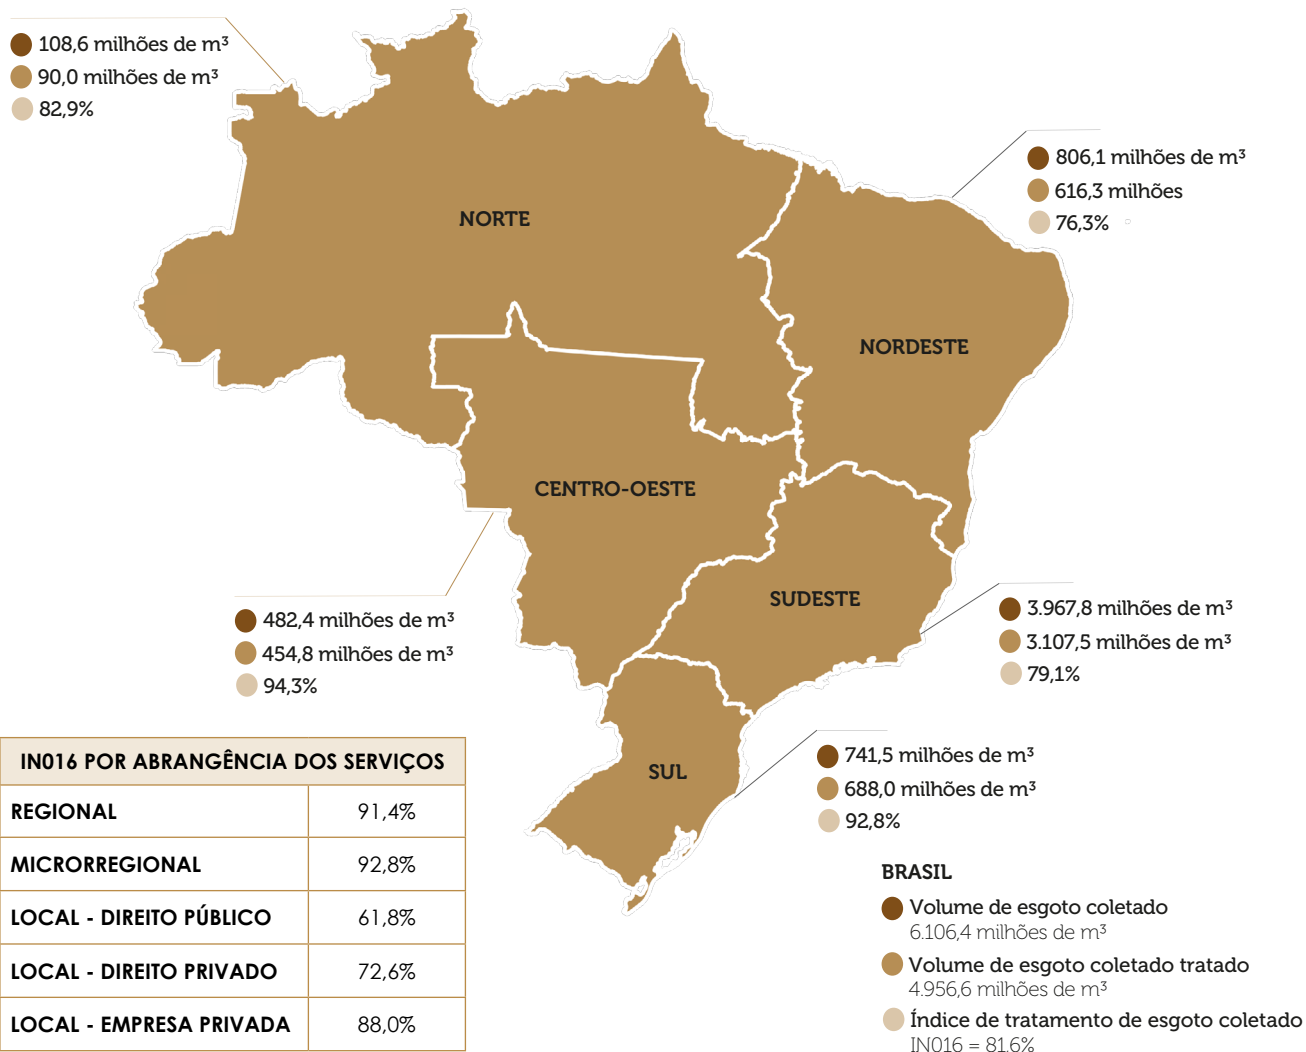 108,6 milhões de m³
90,0 milhões de m³
82,9%
806,1 milhões de m³
616,3 milhões
76,3%
NORTE
NORDESTE
CENTRO-OESTE
SUDESTE
SUL
482,4 milhões de m³
454,8 milhões de m³
94,3%
3.967,8 milhões de m³
3.107,5 milhões de m³
79,1%
741,5 milhões de m³
688,0 milhões de m³
92,8%
IN016 POR ABRANGÊNCIA DOS SERVIÇOS
REGIONAL 91,4%
MICRORREGIONAL 92,8%
LOCAL - DIREITO PÚBLICO 61,8%
LOCAL - DIREITO PRIVADO 72,6%
LOCAL - EMPRESA PRIVADA 88,0%
BRASIL
Volume de esgoto coletado
6.106,4 milhões de m³
Volume de esgoto coletado tratado
4.956,6 milhões de m³
Índice de tratamento de esgoto coletado
IN016 = 81,6%